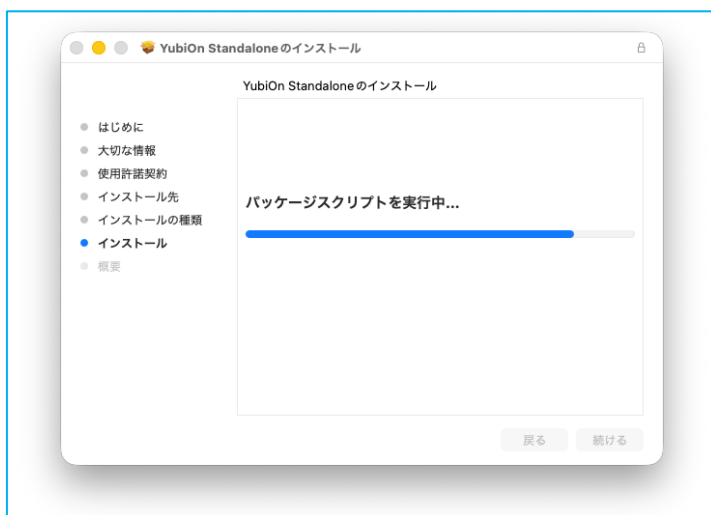 YubiOn Standaloneのインストール
YubiOn Standaloneのインストール
はじめに
大切な情報
使用許諾契約
インストール先
インストールの種類
インストール
概要
パッケージスクリプトを実行中...
戻る
続ける